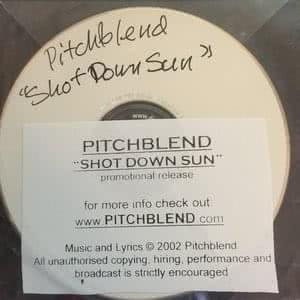 Pitchblend
"Shot Down Sun"
PITCHBLEND
"SHOT DOWN SUN"
promotional release
for more info check out:
www.PITCHBLEND.com
Music and Lyrics © 2002 Pitchblend
All unauthorised copying, hiring, performance and
broadcast is strictly encouraged